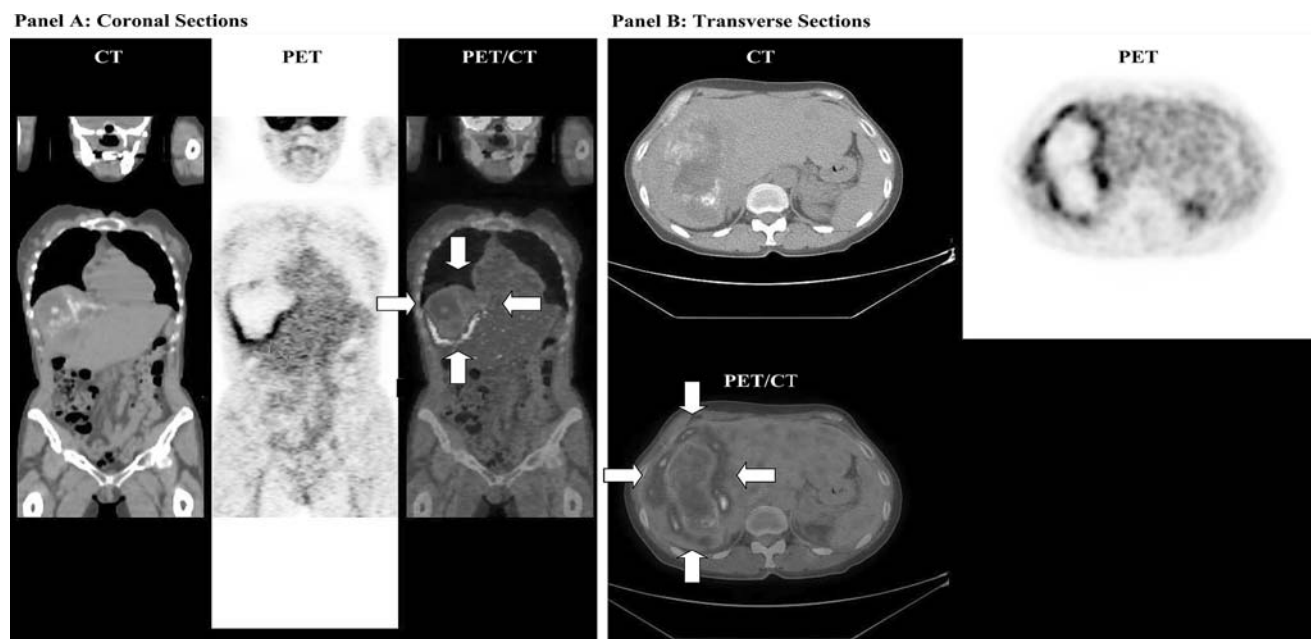 Panel A: Coronal Sections
CT
PET
PET/CT
Panel B: Transverse Sections
CT
PET
PET/CT